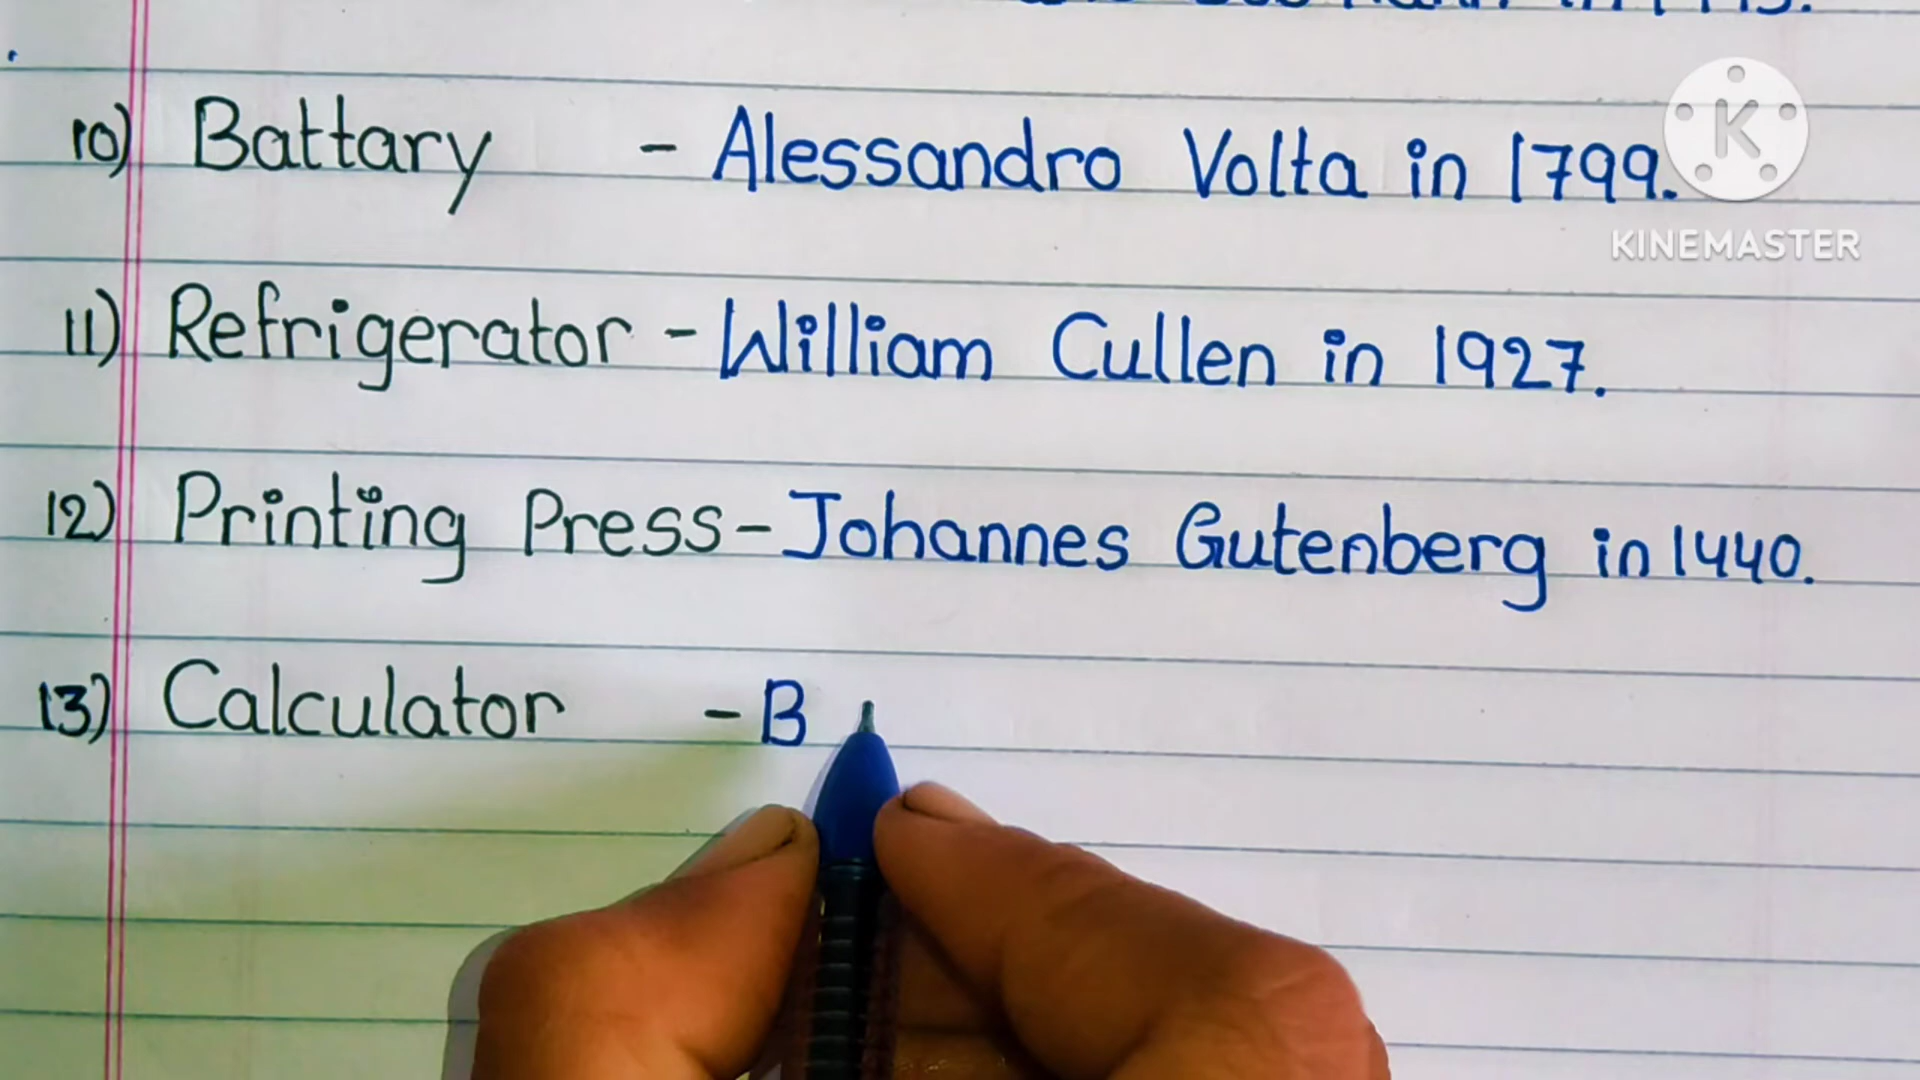 10) Battary - Alessandro Volta in 1799.
KINEMASTER
11) Refrigerator - William Cullen in 1927.
12) Printing Press - Johannes Gutenberg in 1440.
13) Calculator - B